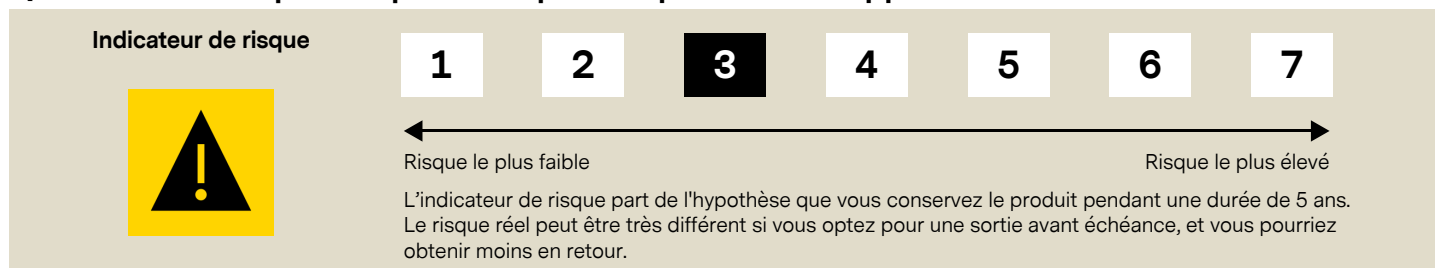 Indicateur de risque
1 2 3 4 5 6 7
Risque le plus faible
Risque le plus élevé
L'indicateur de risque part de l'hypothèse que vous conservez le produit pendant une durée de 5 ans.
Le risque réel peut être très différent si vous optez pour une sortie avant échéance, et vous pourriez
obtenir moins en retour.